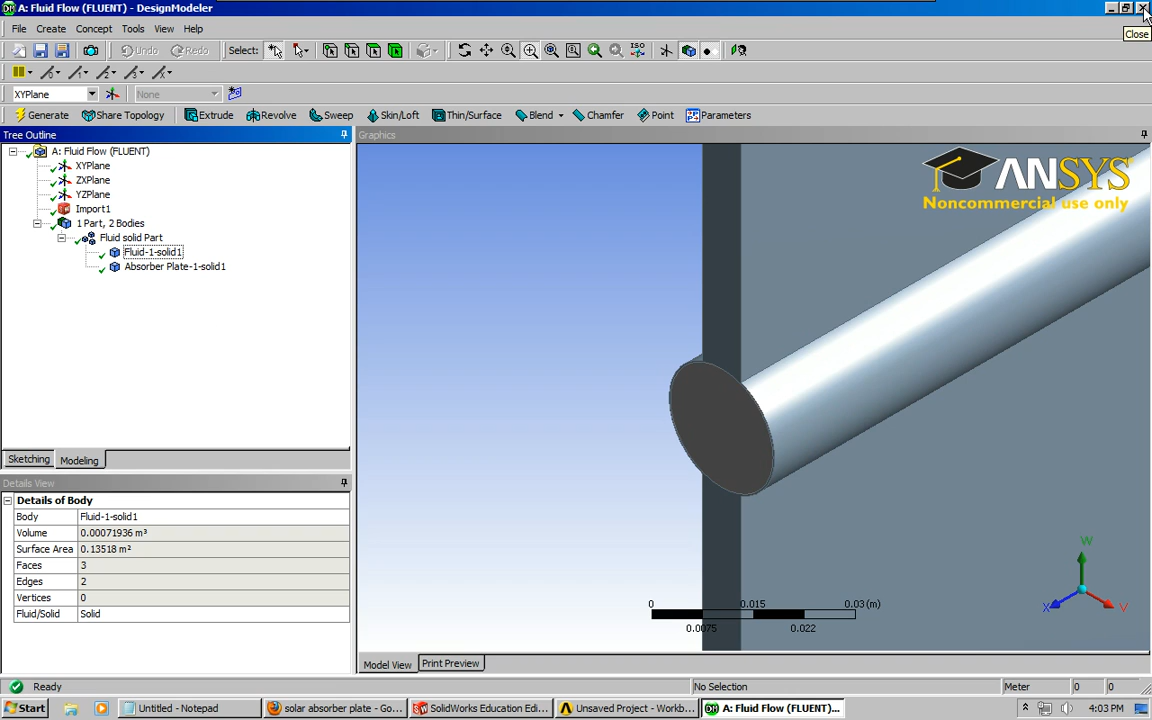 A: Fluid Flow (FLUENT) - DesignModeler
Close
File Create Concept Tools View Help
Undo Redo Select: ISO
XYPlane None
Generate Share Topology Extrude Revolve Sweep Skin/Loft Thin/Surface Blend Chamfer Point Parameters
Tree Outline
Graphics
A: Fluid Flow (FLUENT)
XYPlane
ZXPlane
YZPlane
Import1
1 Part, 2 Bodies
Fluid solid Part
Fluid-1-solid1
Absorber Plate-1-solid1
ANSYS
Noncommercial use only
Sketching Modeling
Details View
Details of Body
Body Fluid-1-solid1
Volume 0.00071936 m³
Surface Area 0.13518 m²
Faces 3
Edges 2
Vertices 0
Fluid/Solid Solid
0 0.015 0.03 (m)
0.0075 0.022
W
X V
Model View Print Preview
Ready No Selection Meter 0 0
Start Untitled - Notepad solar absorber plate - Go... SolidWorks Education Edi... Unsaved Project - Workb... A: Fluid Flow (FLUENT)... 4:03 PM